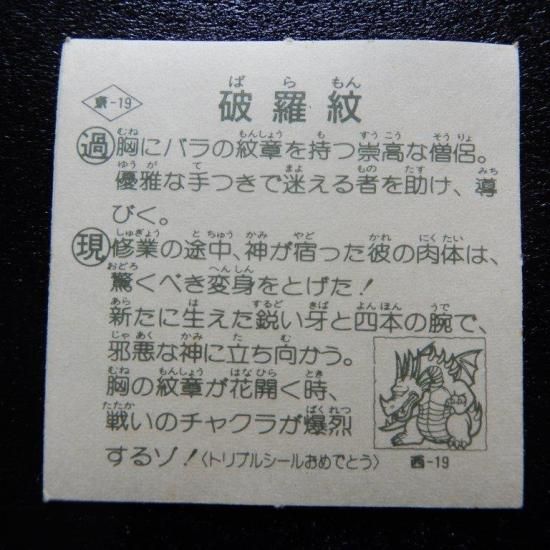 東-19
破羅紋
ばらもん
過 胸にバラの紋章を持つ崇高な僧侶。
むね もんしょう も すうこう そうりょ
優雅な手つきで迷える者を助け、導
ゆうが て まよ もの たす みち
びく。
現 修業の途中、神が宿った彼の肉体は、
しゅぎょう とちゅう かみ やど かれ にくたい
驚くべき変身をとげた!
おどろ へんしん
新たに生えた鋭い牙と四本の腕で、
あら は するど きば よんほん うで
邪悪な神に立ち向かう。
じゃあく かみ た む
胸の紋章が花開く時、
むね もんしょう はなひら とき
戦いのチャクラが爆烈
たたか ばくれつ
するゾ!〈トリプルシールおめでとう〉
西-19